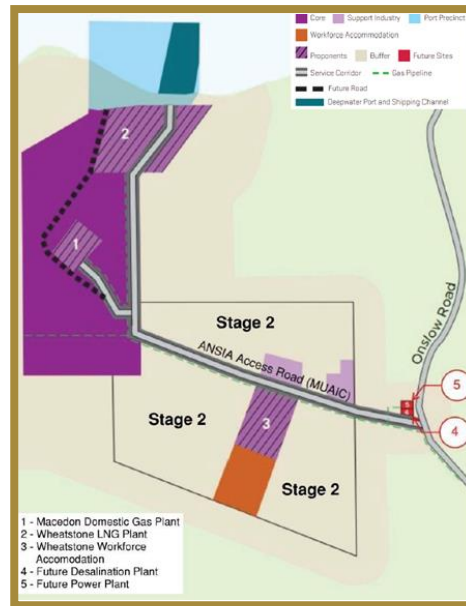 Core Support Industry Port Precinct
Workforce Accommodation
Proponents Buffer Future Sites
Service Corridor Gas Pipeline
Future Road
Deepwater Port and Shipping Channel
2
1
Stage 2
ANSIA Access Road (MUAIC)
Onslow Road
Stage 2
5
3
4
Stage 2
1 - Macedon Domestic Gas Plant
2 - Wheatstone LNG Plant
3 - Wheatstone Workforce
Accomodation
4 - Future Desalination Plant
5 - Future Power Plant